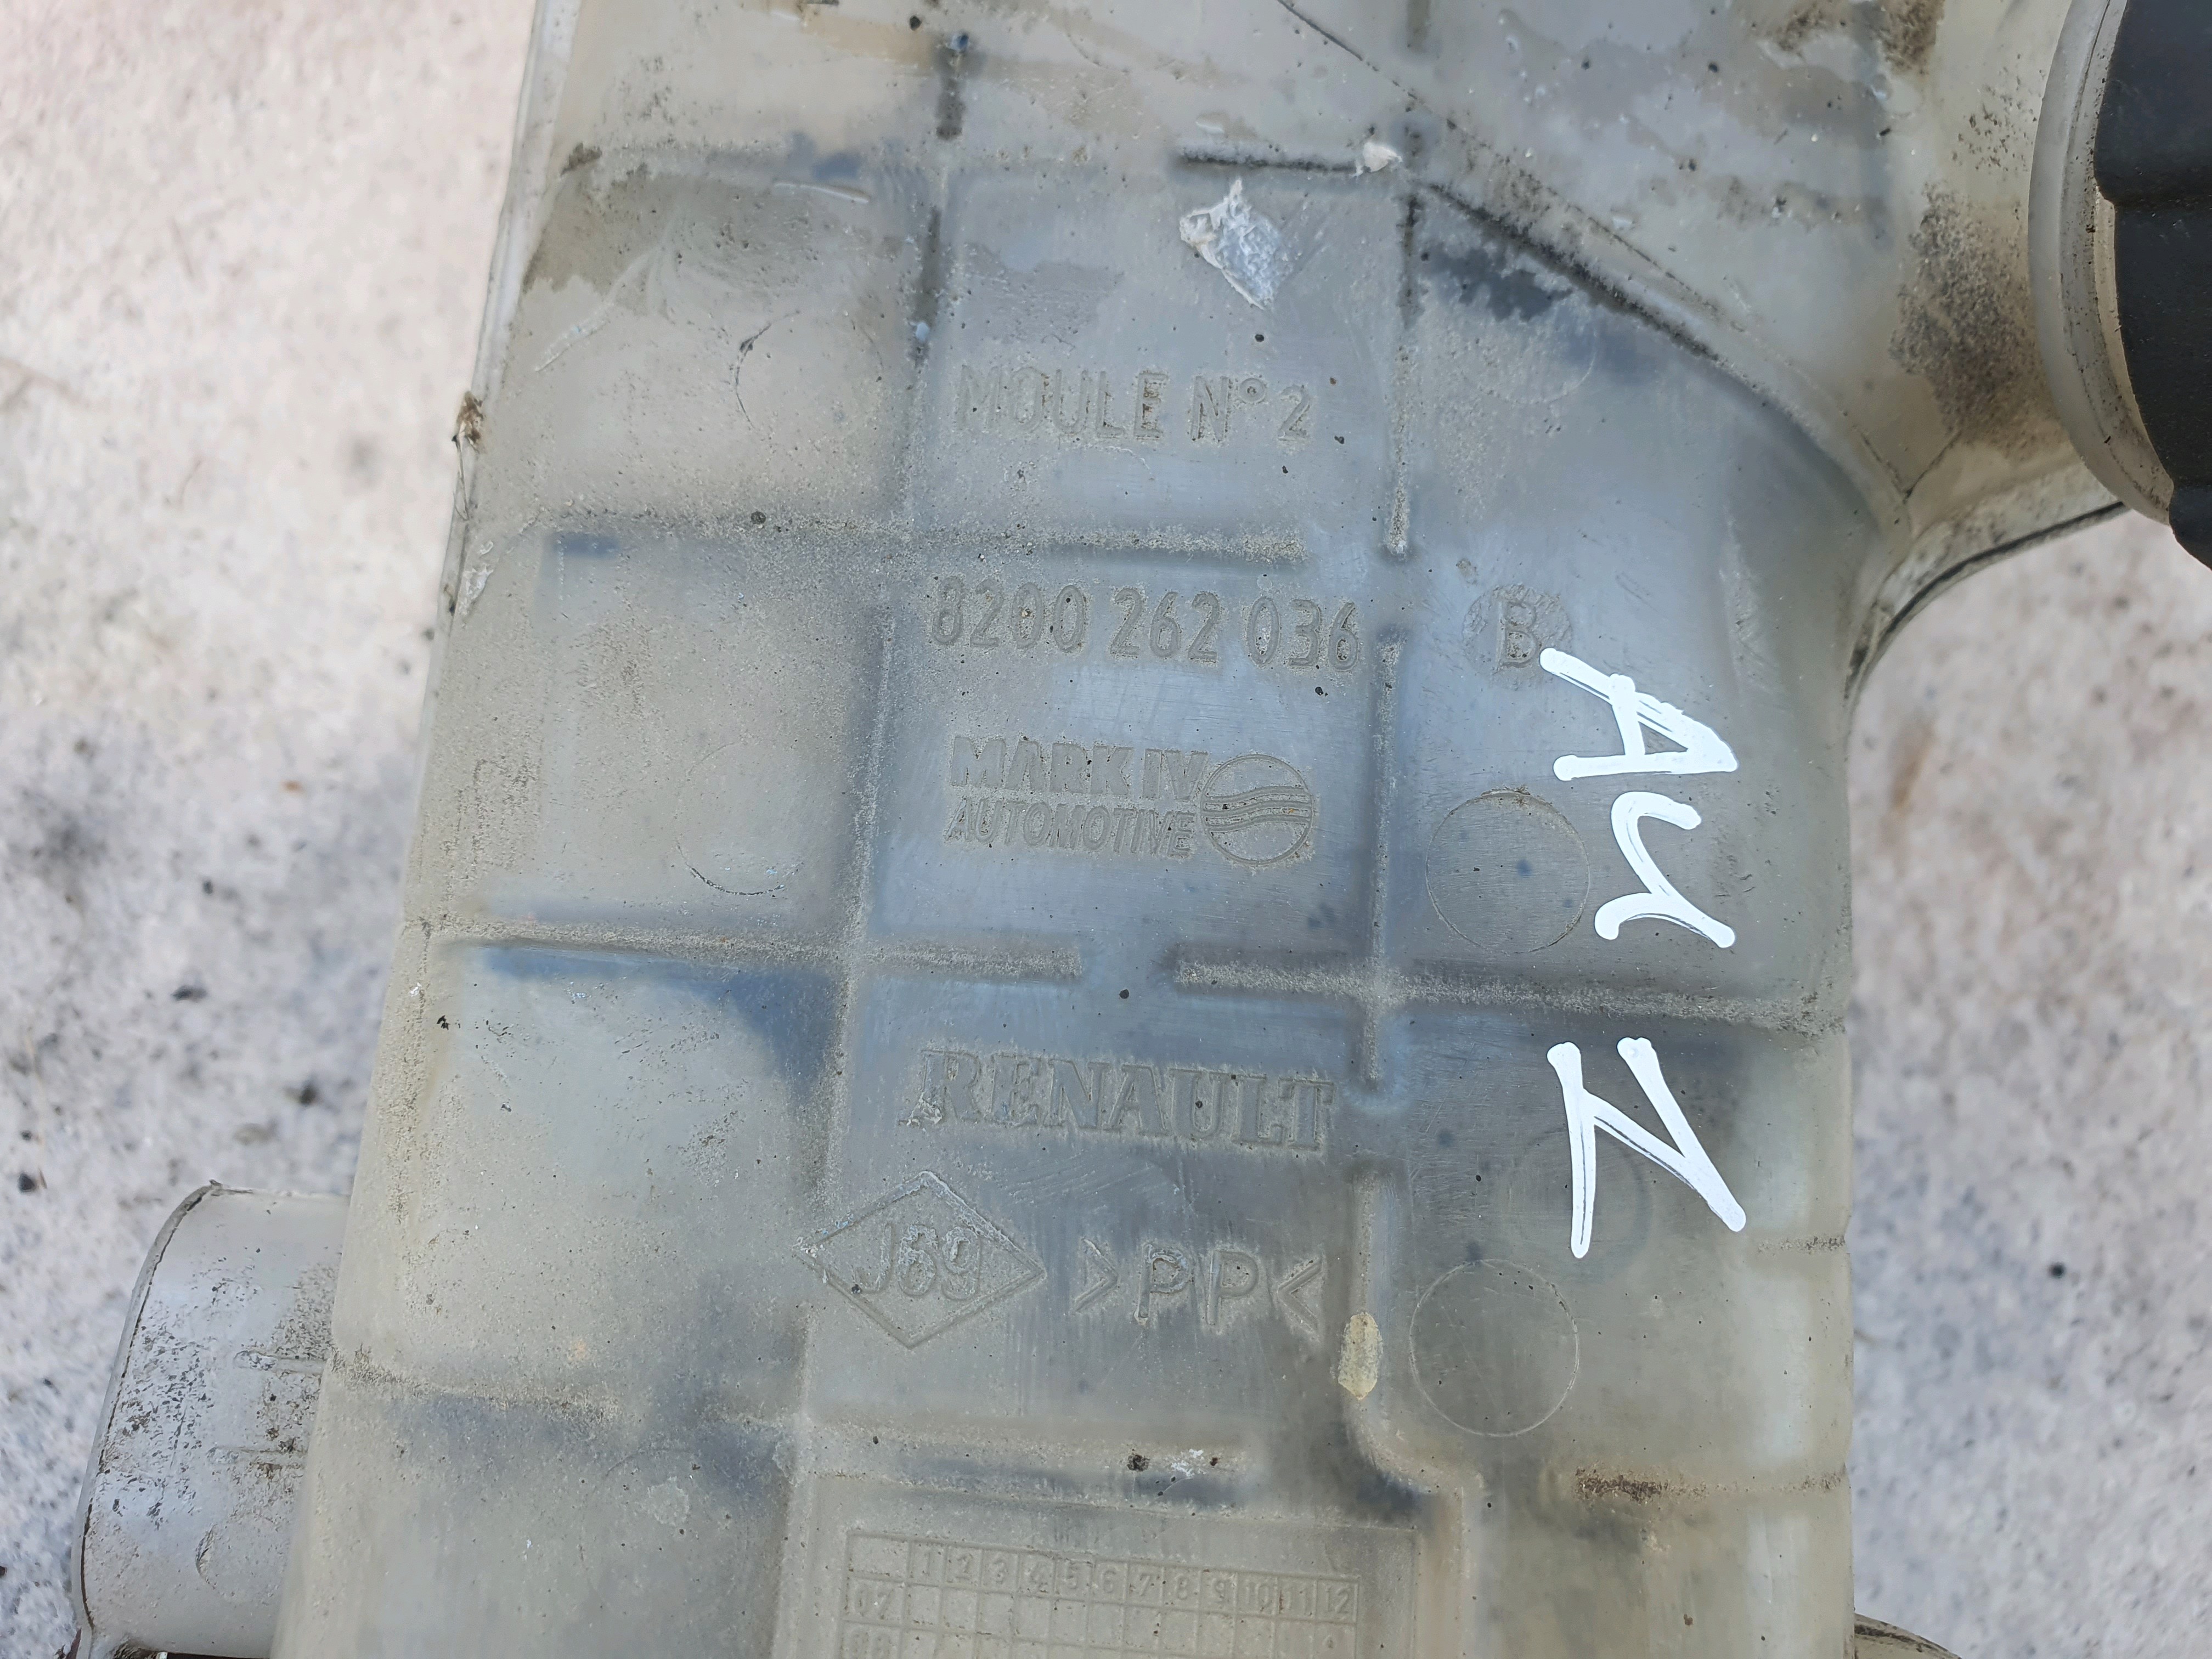 MOULE N° 2
8200 262 036 B
MARK IV
AUTOMOTIVE
RENAULT
J69 >PP<
1 2 3 4 5 6 7 8 9 10 11 12
07
08